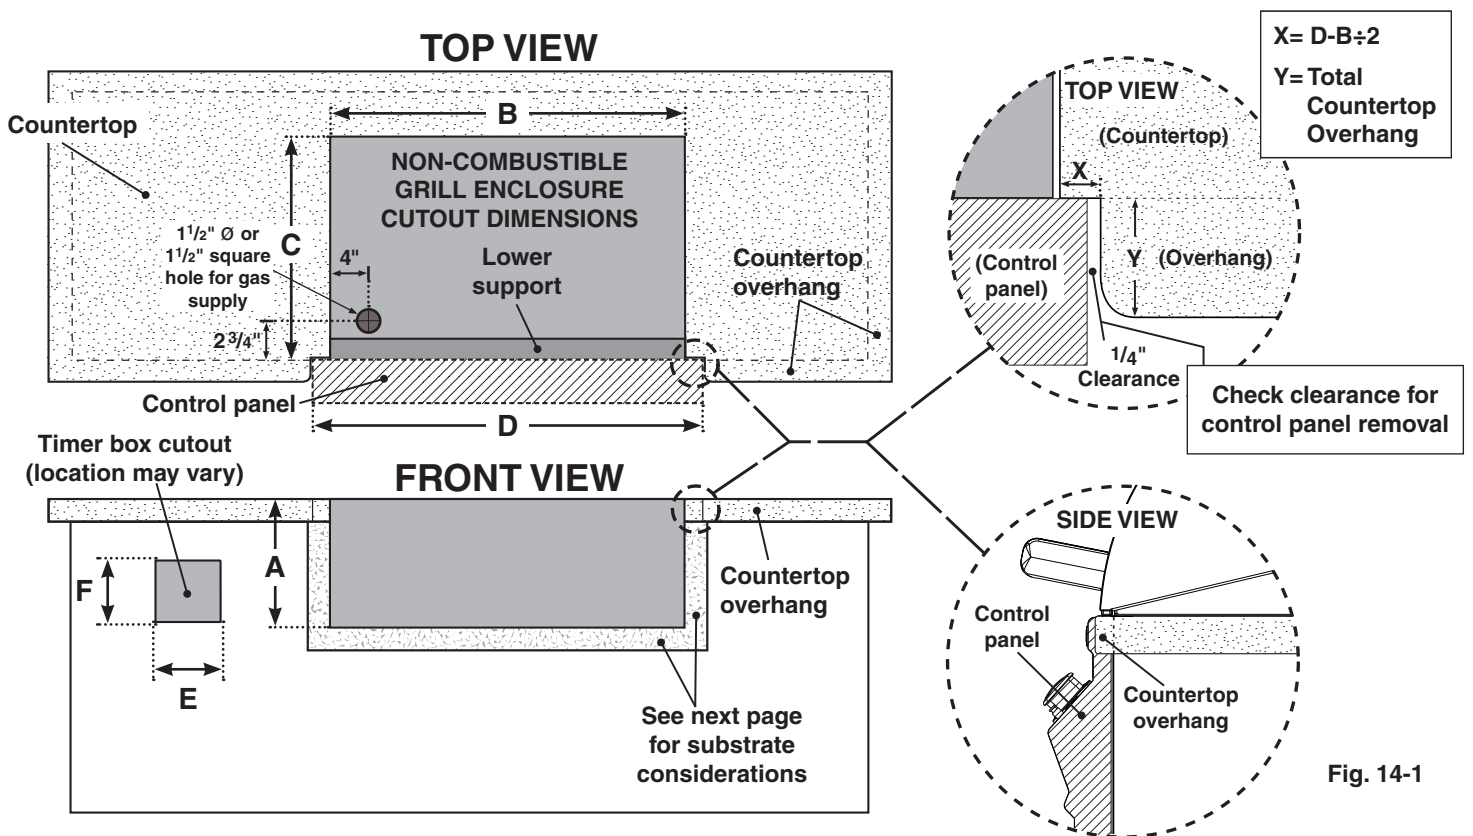 TOP VIEW
Countertop
B
NON-COMBUSTIBLE
GRILL ENCLOSURE
CUTOUT DIMENSIONS
1 1/2" Ø or
1 1/2" square
hole for gas
supply
C
4"
Lower
support
2 3/4"
Countertop
overhang
Control panel
D
TOP VIEW
(Countertop)
X
(Control
panel)
Y
(Overhang)
1/4"
Clearance
X= D-B÷2
Y= Total
Countertop
Overhang
Check clearance for
control panel removal
Timer box cutout
(location may vary)
FRONT VIEW
F
A
E
Countertop
overhang
See next page
for substrate
considerations
SIDE VIEW
Control
panel
Countertop
overhang
Fig. 14-1